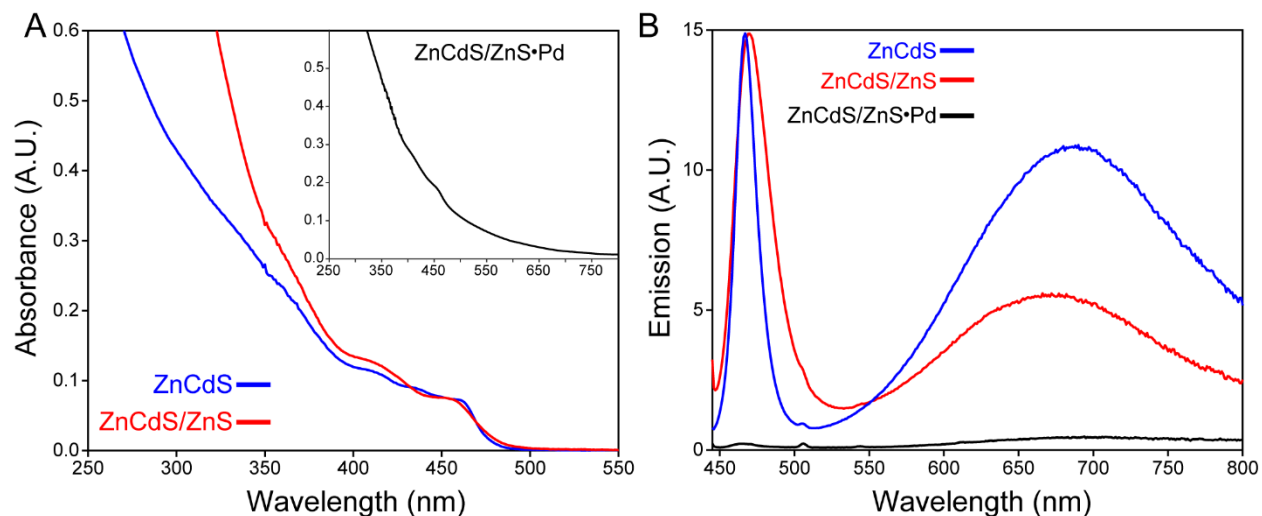 A
0.6
0.5
0.4
0.3
0.2
0.1
0.0
Absorbance (A.U.)
250 300 350 400 450 500 550
Wavelength (nm)
ZnCdS
ZnCdS/ZnS
ZnCdS/ZnS•Pd
0.5
0.4
0.3
0.2
0.1
0.0
250 350 450 550 650 750
B
15
10
5
0
Emission (A.U.)
450 500 550 600 650 700 750 800
Wavelength (nm)
ZnCdS
ZnCdS/ZnS
ZnCdS/ZnS•Pd